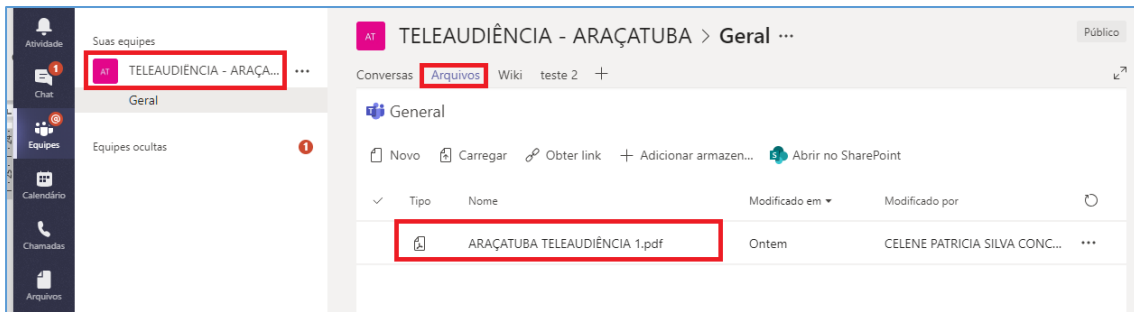 Atividade
Chat
1
Equipes
@
Calendário
Chamadas
Arquivos
Suas equipes
AT TELEAUDIÊNCIA - ARAÇA... ...
Geral
Equipes ocultas 1
AT TELEAUDIÊNCIA - ARAÇATUBA > Geral ... Público
Conversas Arquivos Wiki teste 2 +
General
Novo Carregar Obter link + Adicionar armazen... Abrir no SharePoint
Tipo Nome Modificado em Modificado por
ARAÇATUBA TELEAUDIÊNCIA 1.pdf Ontem CELENE PATRICIA SILVA CONC... ...